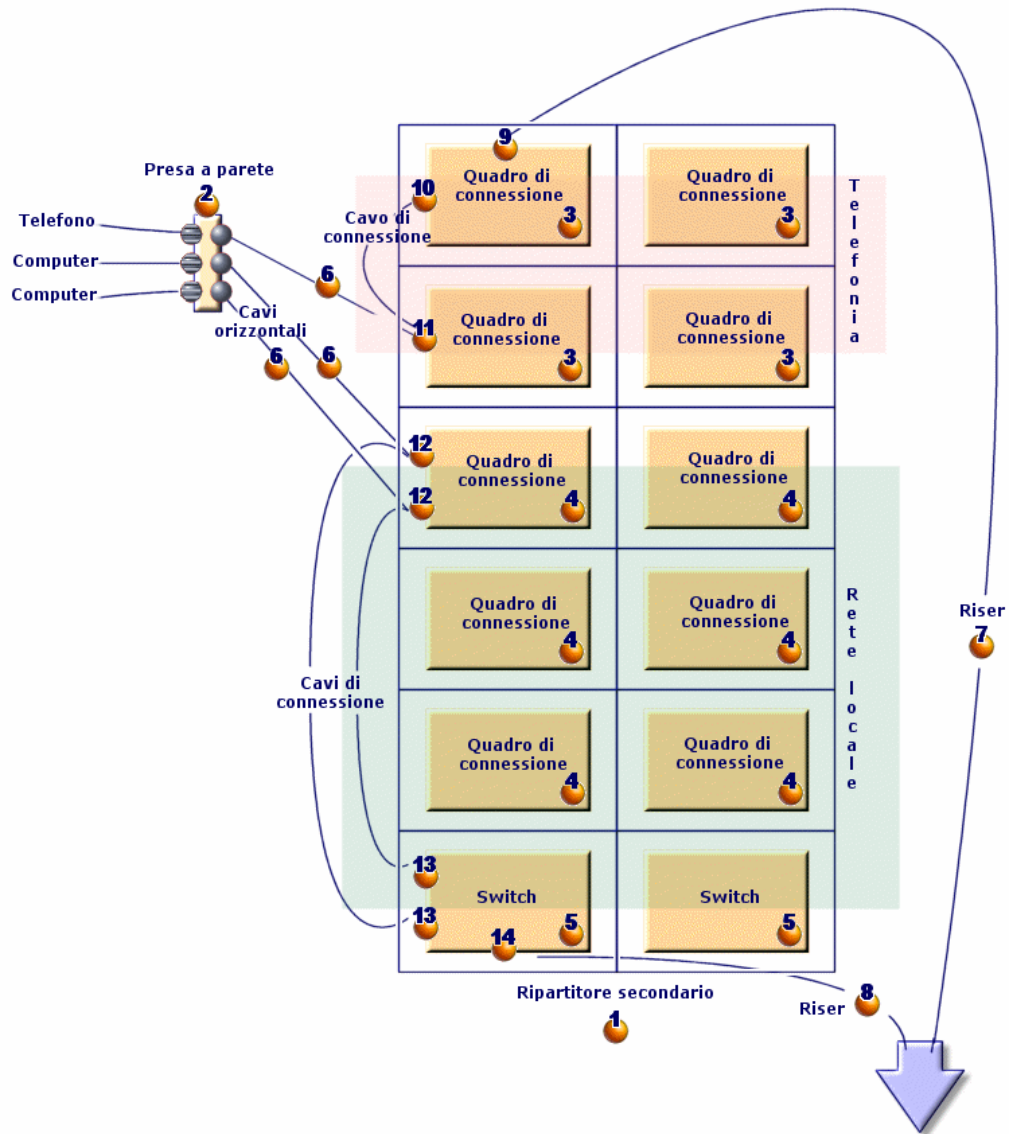 9
Presa a parete
2
Telefono
Computer
Computer
6
Cavi
orizzontali
6
6
Quadro di
connessione
3
Quadro di
connessione
3
10
Cavo di
connessione
Telefonia
11
Quadro di
connessione
3
Quadro di
connessione
3
12
12
Quadro di
connessione
4
Quadro di
connessione
4
Quadro di
connessione
4
Quadro di
connessione
4
Rete locale
Riser
7
Cavi di
connessione
Quadro di
connessione
4
Quadro di
connessione
4
13
13
Switch
5
14
Switch
5
Ripartitore secondario
1
Riser
8